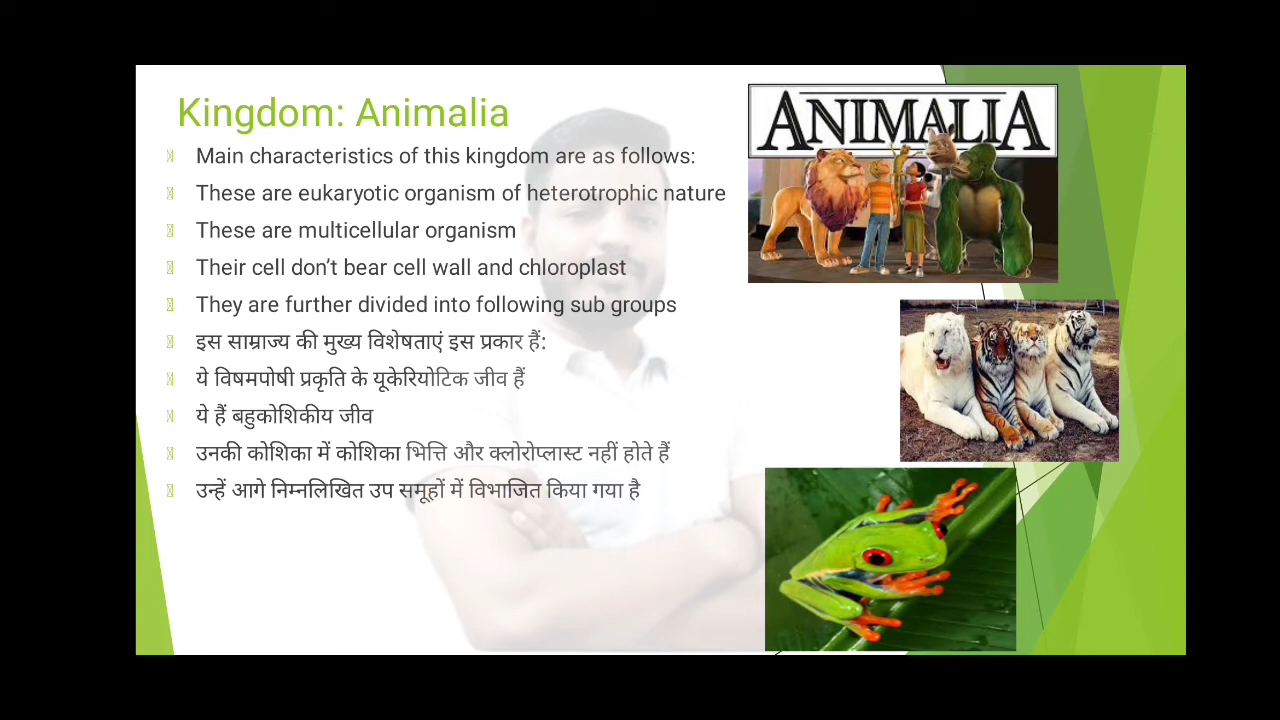 Kingdom: Animalia
ANIMALIA
Main characteristics of this kingdom are as follows:
These are eukaryotic organism of heterotrophic nature
These are multicellular organism
Their cell don’t bear cell wall and chloroplast
They are further divided into following sub groups
इस साम्राज्य की मुख्य विशेषताएं इस प्रकार हैं:
ये विषमपोषी प्रकृति के यूकेरियोटिक जीव हैं
ये हैं बहुकोशिकीय जीव
उनकी कोशिका में कोशिका भित्ति और क्लोरोप्लास्ट नहीं होते हैं
उन्हें आगे निम्नलिखित उप समूहों में विभाजित किया गया है